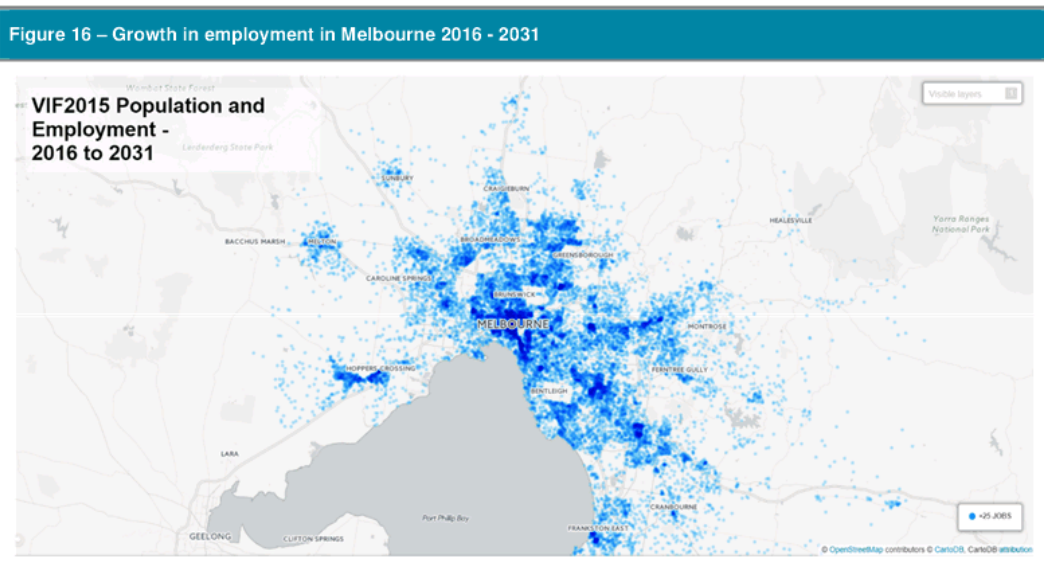 Figure 16 – Growth in employment in Melbourne 2016 - 2031
Wombat State Forest
VIF2015 Population and
Employment -
2016 to 2031
Lerderderg State Park
Visible layers
SUNBURY
CRAIGIEBURN
HEALESVILLE
Yarra Ranges
National Park
BACCHUS MARSH
MELTON
BROADMEADOWS
GREENSBOROUGH
CAROLINE SPRINGS
BRUNSWICK
MELBOURNE
MONTROSE
HOPPERS CROSSING
FERNTREE GULLY
BENTLEIGH
LARA
CRANBOURNE
Port Phillip Bay
+25 JOBS
FRANKSTON EAST
GEELONG
CLIFTON SPRINGS
© OpenStreetMap contributors © CartoDB, CartoDB attribution